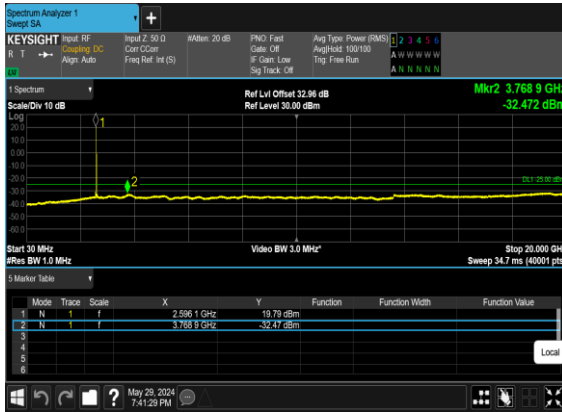 Spectrum Analyzer 1
Swept SA
+
KEYSIGHT Input: RF Input Z: 50 Ω #Atten: 20 dB PNO: Fast Avg Type: Power (RMS) 1 2 3 4 5 6
R T Coupling: DC Corr CCorr Gate: Off Avg|Hold: 100/100 A W W W W W
Align: Auto Freq Ref: Int (S) IF Gain: Low Trig: Free Run
LXI Sig Track: Off A N N N N N
1 Spectrum Ref Lvl Offset 32.96 dB Mkr2 3.768 9 GHz
Scale/Div 10 dB Ref Level 30.00 dBm -32.472 dBm
Log
1
20.0
10.0
0.00
-10.0
2
-20.0
DL1 -25.00 dBm
-30.0
-40.0
-50.0
-60.0
Start 30 MHz Video BW 3.0 MHz* Stop 20.000 GHz
#Res BW 1.0 MHz Sweep 34.7 ms (40001 pts)
5 Marker Table
Mode Trace Scale X Y Function Function Width Function Value
1 N 1 f 2.596 1 GHz 19.79 dBm
2 N 1 f 3.768 9 GHz -32.47 dBm
3
4
5
6
Local
? May 29, 2024
7:41:29 PM